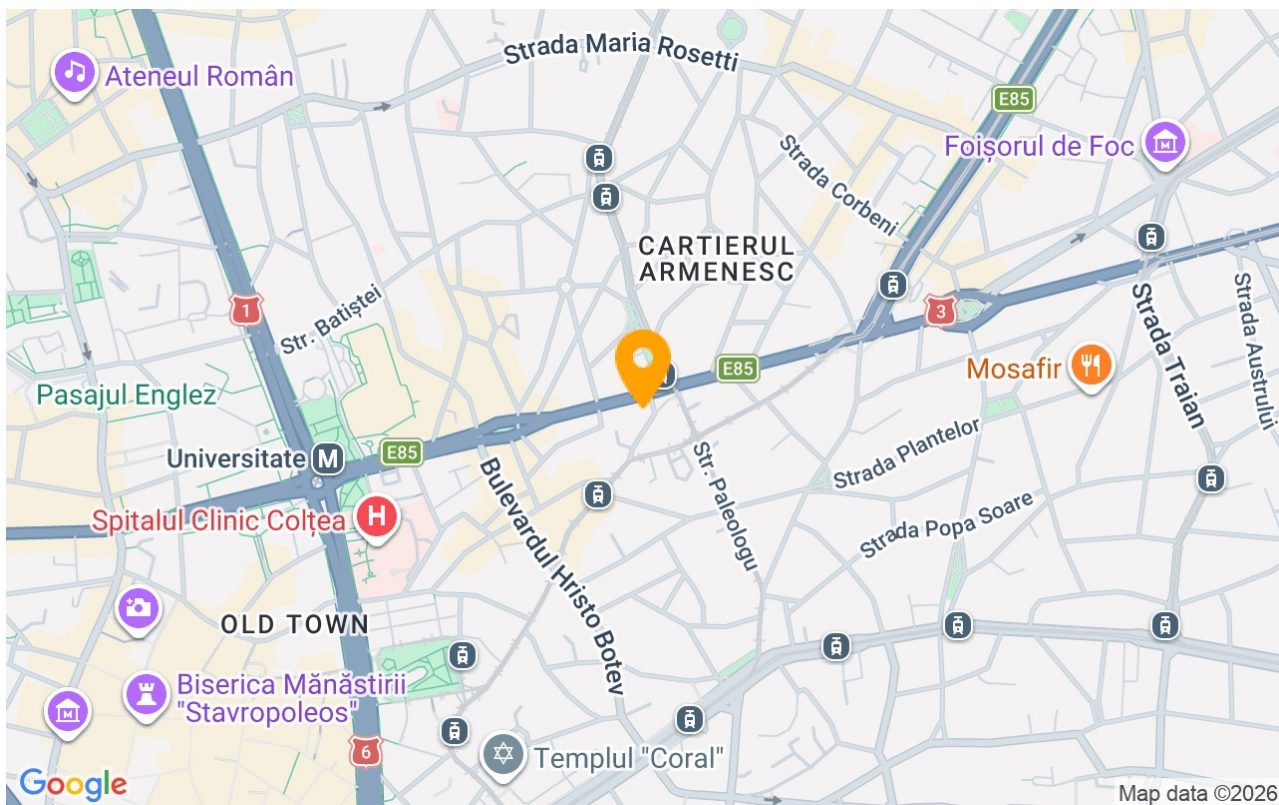 Strada Maria Rosetti
Ateneul Român
E85
Foișorul de Foc
Strada Corbeni
CARTIERUL
ARMENESC
1
Str. Batiștei
3
Strada Traian
Strada Austrului
E85
Mosafir
Pasajul Englez
Strada Plantelor
Universitate
M
E85
Str. Paleologu
Bulevardul Hristo Botev
Spitalul Clinic Colțea
H
Strada Popa Soare
OLD TOWN
Biserica Mănăstirii
"Stavropoleos"
6
Templul "Coral"
Google
Map data ©2026